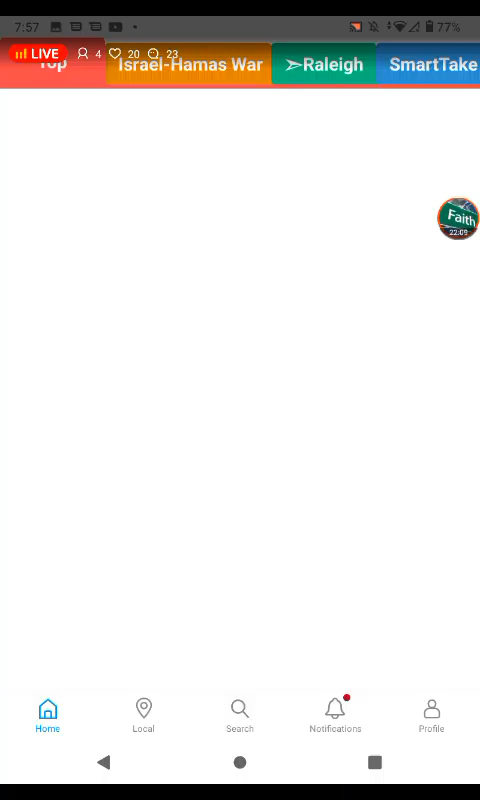 7:57 77%
LIVE 4 20 23
Top Israel-Hamas War Raleigh SmartTake
Faith
22:09
Home Local Search Notifications Profile